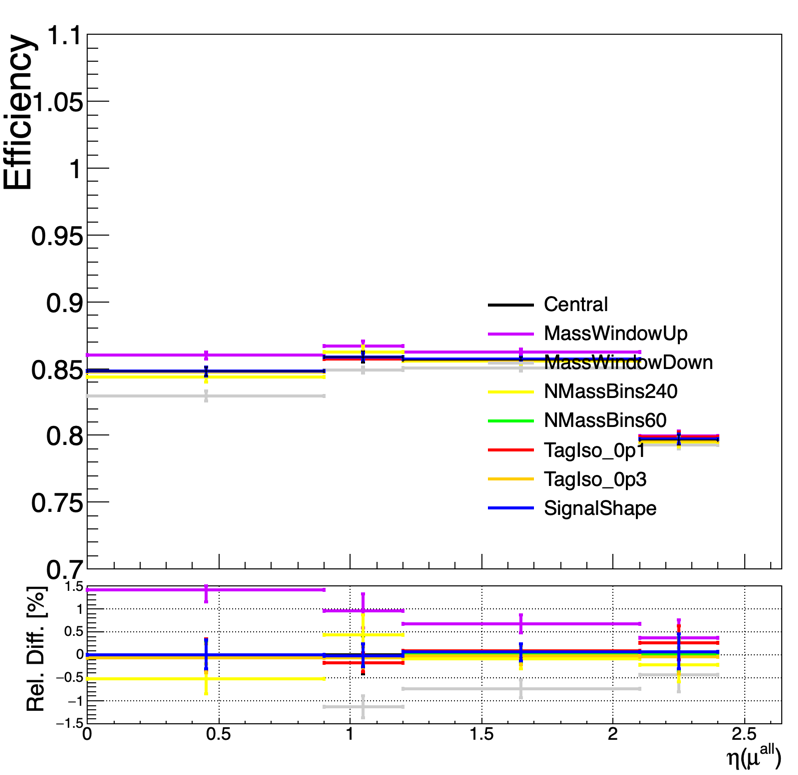 Efficiency
1.1
1.05
1
0.95
0.9
0.85
0.8
0.75
0.7
Central
MassWindowUp
MassWindowDown
NMassBins240
NMassBins60
TagIso_0p1
TagIso_0p3
SignalShape
Rel. Diff. [%]
1.5
1
0.5
0
−0.5
−1
−1.5
0 0.5 1 1.5 2 2.5
η(μ^all)